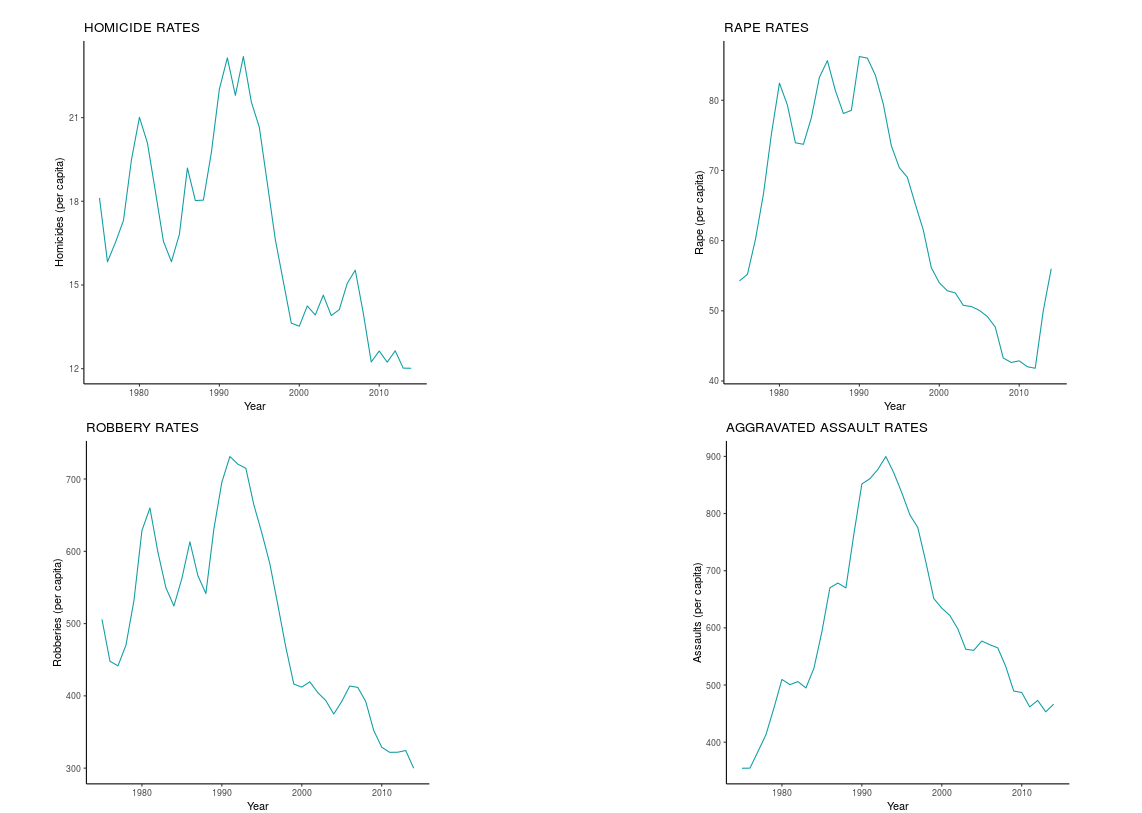 HOMICIDE RATES
Homicides (per capita)
21
18
15
12
1980 1990 2000 2010
Year
RAPE RATES
Rape (per capita)
80
70
60
50
40
1980 1990 2000 2010
Year
ROBBERY RATES
Robberies (per capita)
700
600
500
400
300
1980 1990 2000 2010
Year
AGGRAVATED ASSAULT RATES
Assaults (per capita)
900
800
700
600
500
400
1980 1990 2000 2010
Year